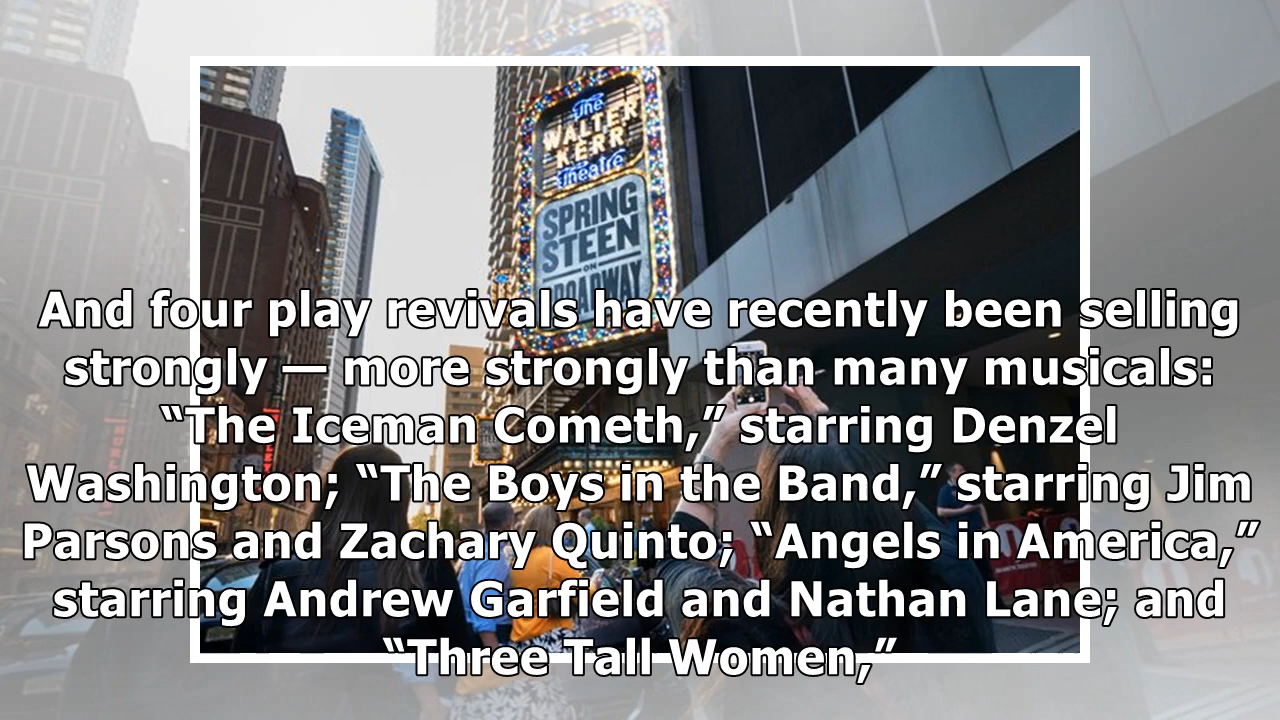 The
WALTER
KERR
Theatre
SPRING
STEEN
ON
BROADWAY
And four play revivals have recently been selling
strongly — more strongly than many musicals:
“The Iceman Cometh,” starring Denzel
Washington; “The Boys in the Band,” starring Jim
Parsons and Zachary Quinto; “Angels in America,”
starring Andrew Garfield and Nathan Lane; and
“Three Tall Women,”